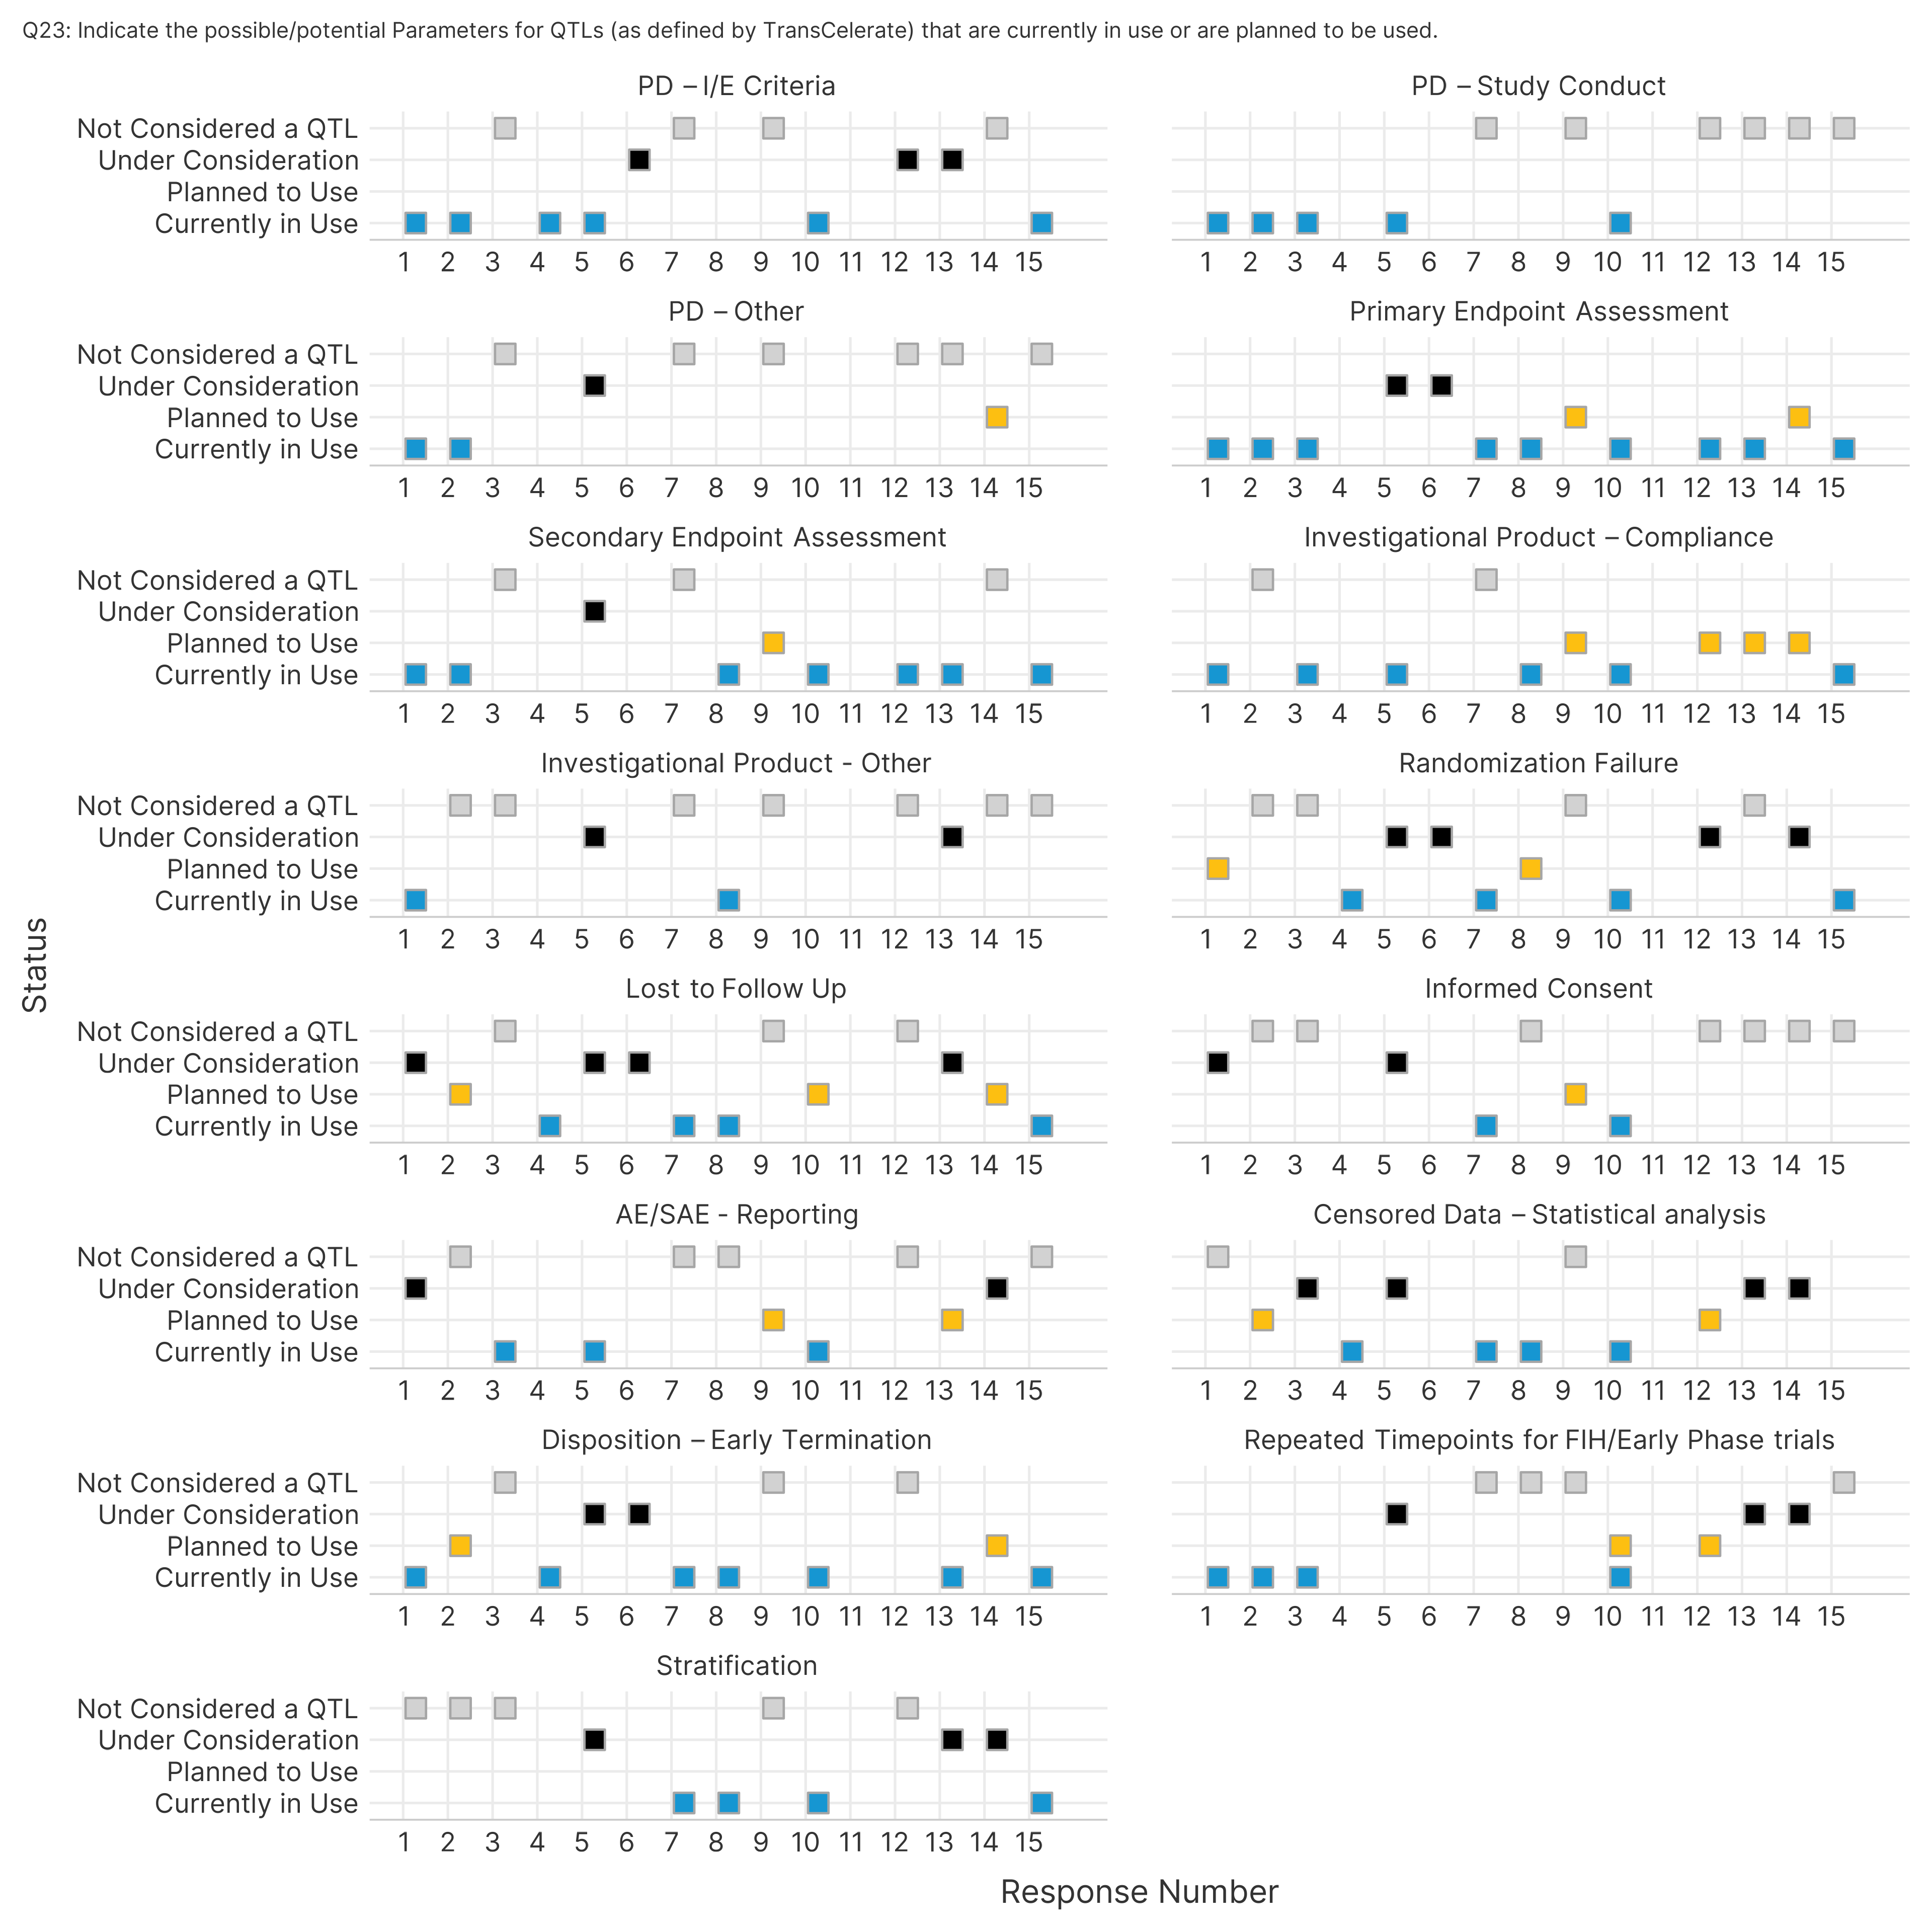 Q23: Indicate the possible/potential Parameters for QTLs (as defined by TransCelerate) that are currently in use or are planned to be used.
PD – I/E Criteria
Not Considered a QTL
Under Consideration
Planned to Use
Currently in Use
1 2 3 4 5 6 7 8 9 10 11 12 13 14 15
PD – Study Conduct
1 2 3 4 5 6 7 8 9 10 11 12 13 14 15
PD – Other
Not Considered a QTL
Under Consideration
Planned to Use
Currently in Use
1 2 3 4 5 6 7 8 9 10 11 12 13 14 15
Primary Endpoint Assessment
1 2 3 4 5 6 7 8 9 10 11 12 13 14 15
Secondary Endpoint Assessment
Not Considered a QTL
Under Consideration
Planned to Use
Currently in Use
1 2 3 4 5 6 7 8 9 10 11 12 13 14 15
Investigational Product – Compliance
1 2 3 4 5 6 7 8 9 10 11 12 13 14 15
Investigational Product - Other
Not Considered a QTL
Under Consideration
Planned to Use
Currently in Use
1 2 3 4 5 6 7 8 9 10 11 12 13 14 15
Randomization Failure
1 2 3 4 5 6 7 8 9 10 11 12 13 14 15
Status
Lost to Follow Up
Not Considered a QTL
Under Consideration
Planned to Use
Currently in Use
1 2 3 4 5 6 7 8 9 10 11 12 13 14 15
Informed Consent
1 2 3 4 5 6 7 8 9 10 11 12 13 14 15
AE/SAE - Reporting
Not Considered a QTL
Under Consideration
Planned to Use
Currently in Use
1 2 3 4 5 6 7 8 9 10 11 12 13 14 15
Censored Data – Statistical analysis
1 2 3 4 5 6 7 8 9 10 11 12 13 14 15
Disposition – Early Termination
Not Considered a QTL
Under Consideration
Planned to Use
Currently in Use
1 2 3 4 5 6 7 8 9 10 11 12 13 14 15
Repeated Timepoints for FIH/Early Phase trials
1 2 3 4 5 6 7 8 9 10 11 12 13 14 15
Stratification
Not Considered a QTL
Under Consideration
Planned to Use
Currently in Use
1 2 3 4 5 6 7 8 9 10 11 12 13 14 15
Response Number